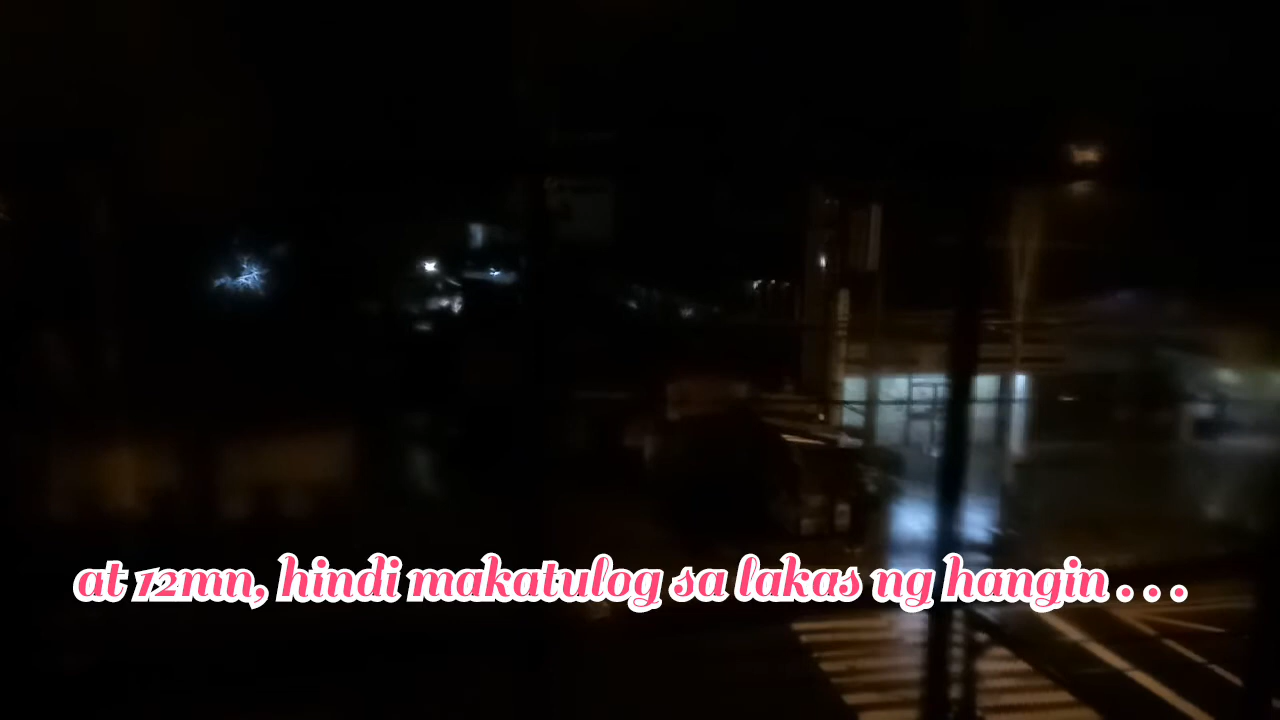 at 12mn, hindi makatulog sa lakas ng hangin . . .